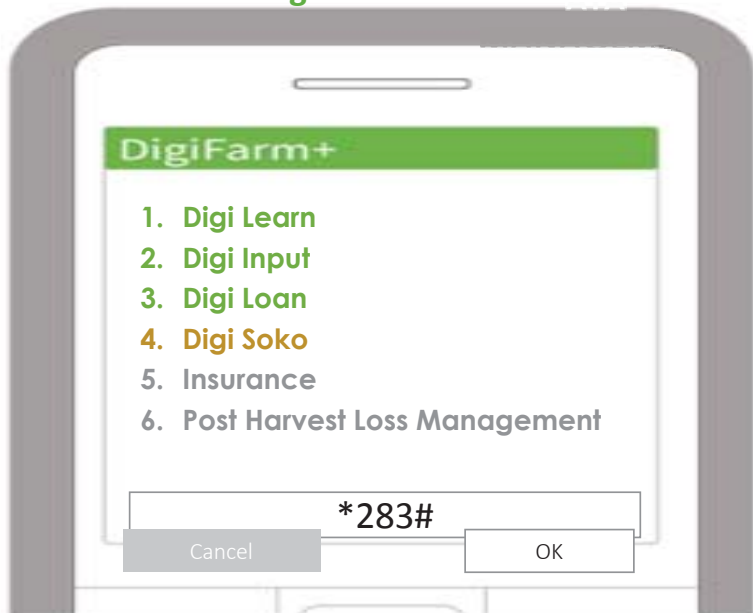 DigiFarm+
1. Digi Learn
2. Digi Input
3. Digi Loan
4. Digi Soko
5. Insurance
6. Post Harvest Loss Management
*283#
Cancel
OK